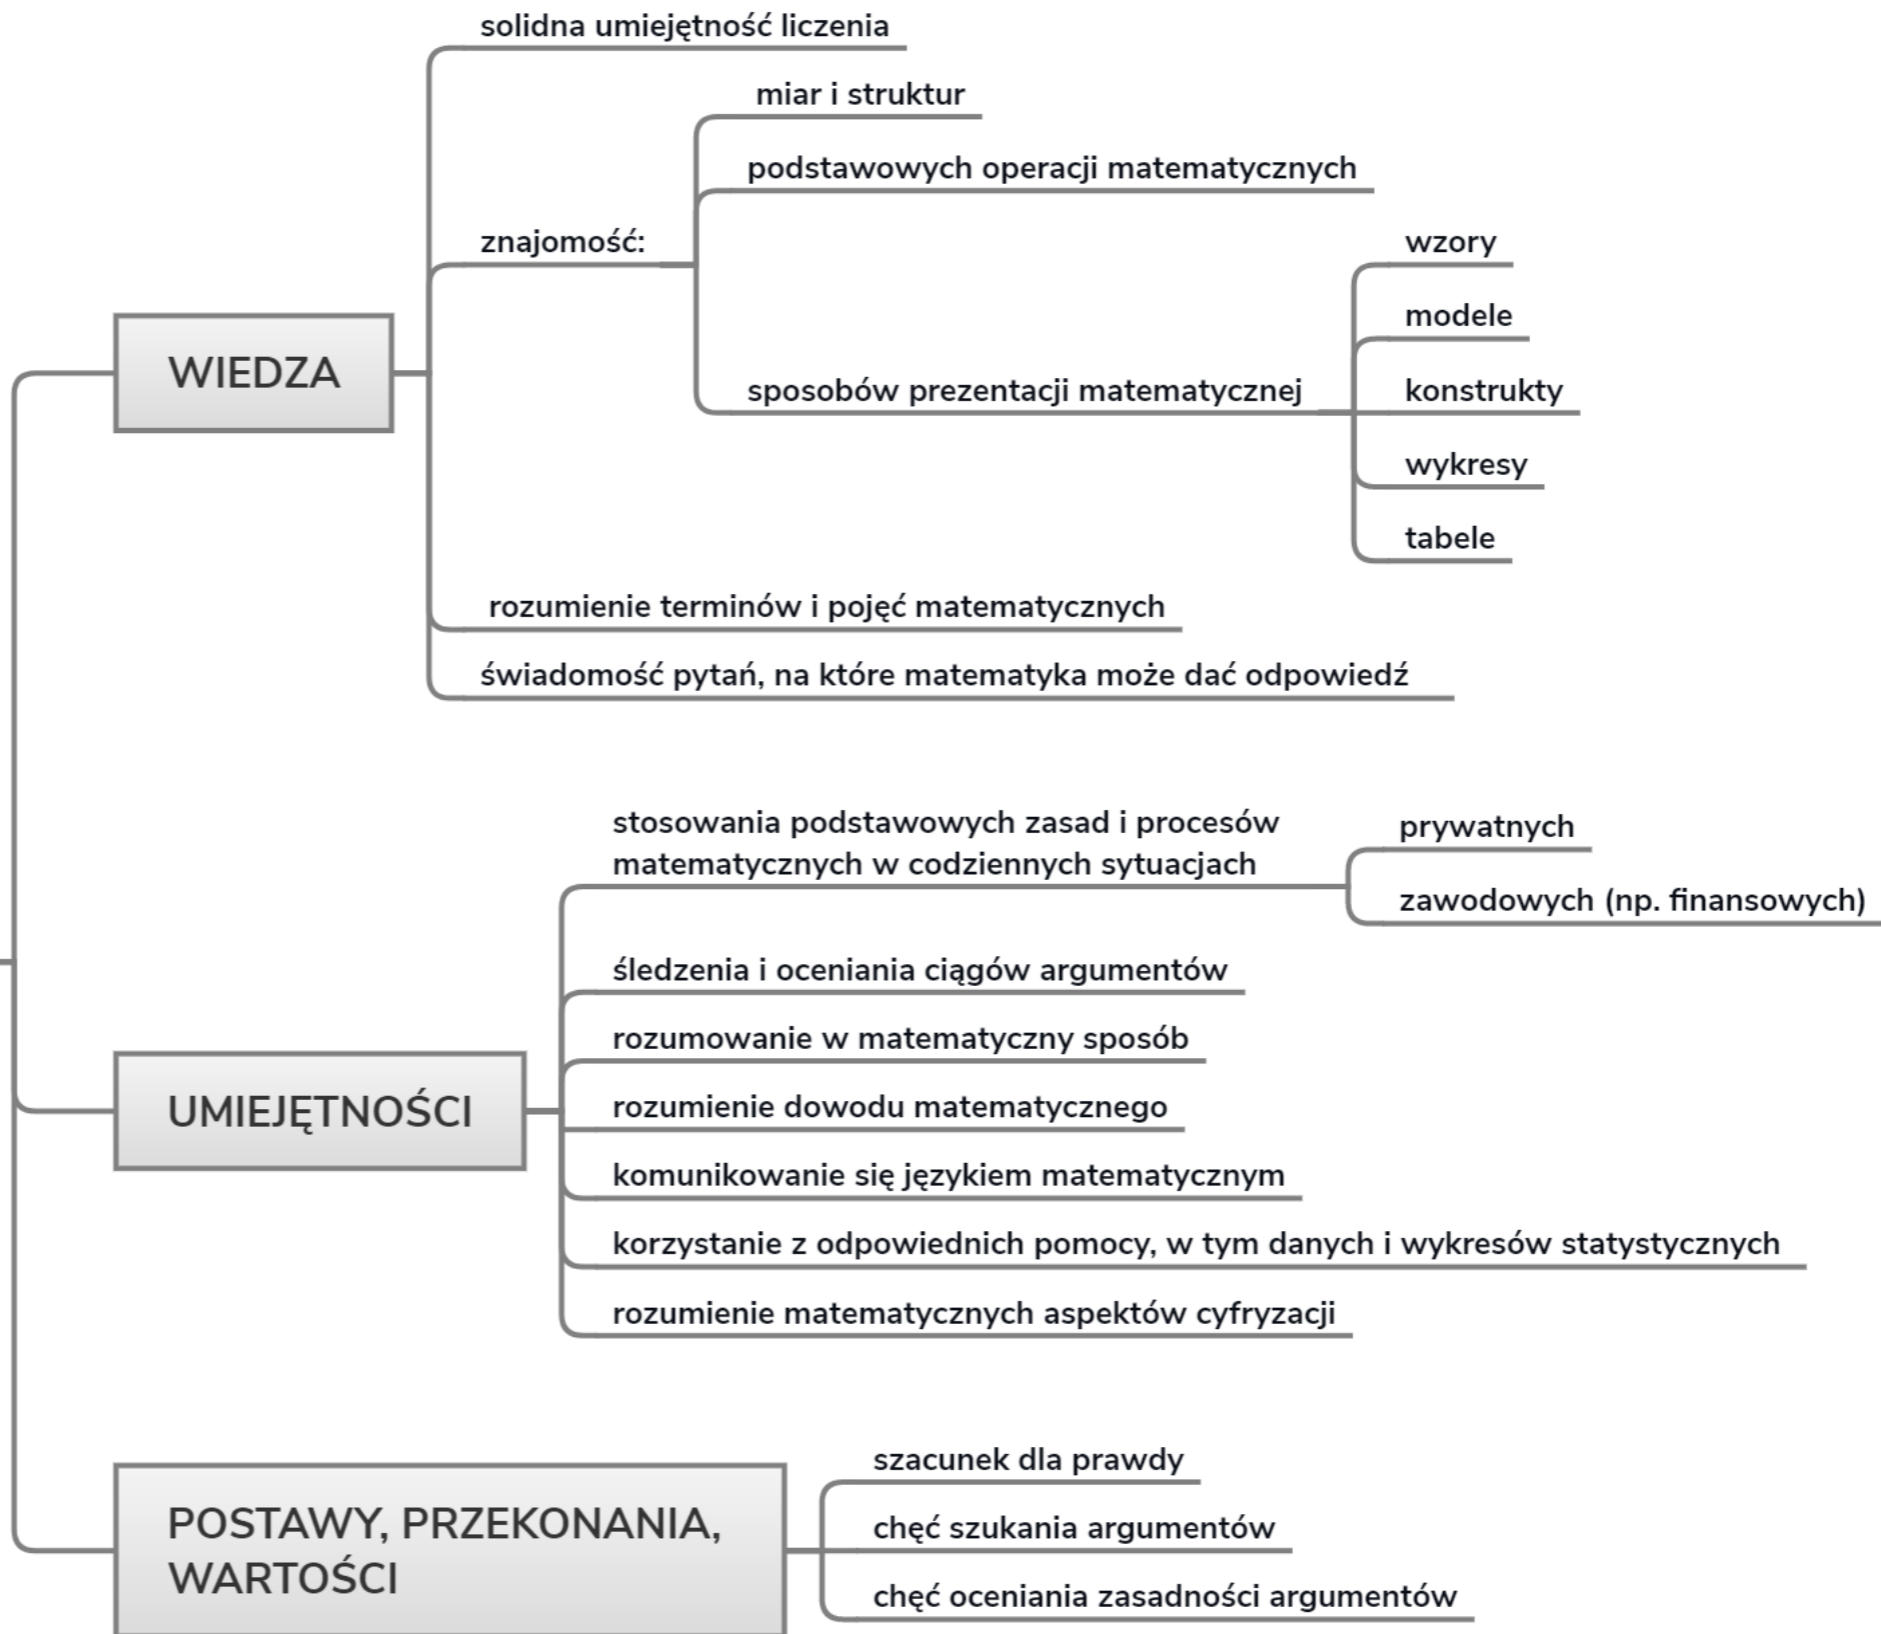 solidna umiejętność liczenia
miar i struktur
podstawowych operacji matematycznych
znajomość:
wzory
modele
sposobów prezentacji matematycznej
konstrukty
wykresy
tabele
WIEDZA
rozumienie terminów i pojęć matematycznych
świadomość pytań, na które matematyka może dać odpowiedź
stosowania podstawowych zasad i procesów
matematycznych w codziennych sytuacjach
prywatnych
zawodowych (np. finansowych)
śledzenia i oceniania ciągów argumentów
rozumowanie w matematyczny sposób
rozumienie dowodu matematycznego
UMIEJĘTNOŚCI
komunikowanie się językiem matematycznym
korzystanie z odpowiednich pomocy, w tym danych i wykresów statystycznych
rozumienie matematycznych aspektów cyfryzacji
POSTAWY, PRZEKONANIA,
WARTOŚCI
szacunek dla prawdy
chęć szukania argumentów
chęć oceniania zasadności argumentów